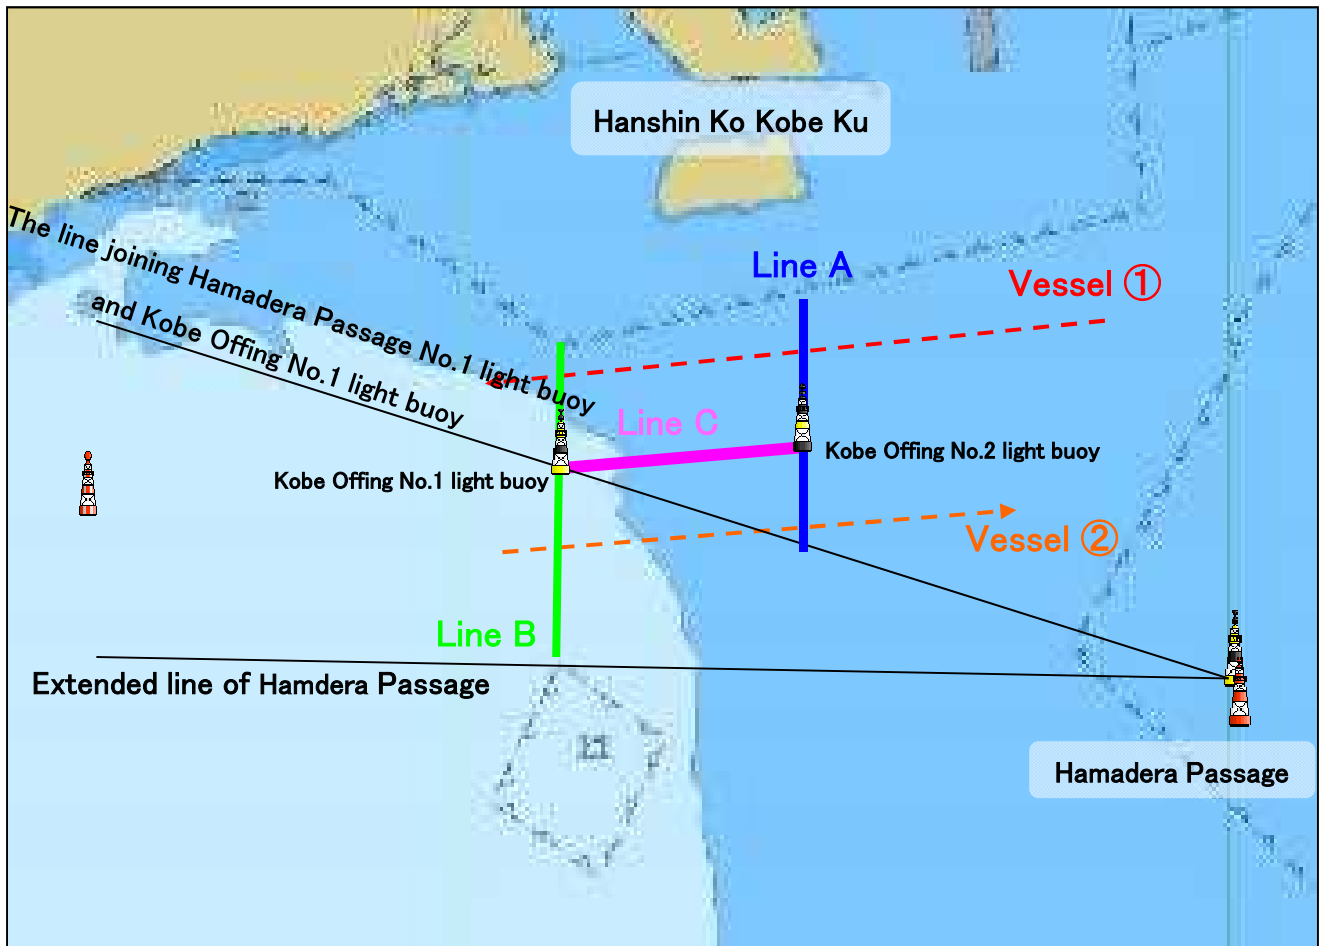 Hanshin Ko Kobe Ku
The line joining Hamadera Passage No.1 light buoy
and Kobe Offing No.1 light buoy
Line A
Vessel ①
Line C
Kobe Offing No.2 light buoy
Kobe Offing No.1 light buoy
Vessel ②
Line B
Extended line of Hamdera Passage
11
Hamadera Passage